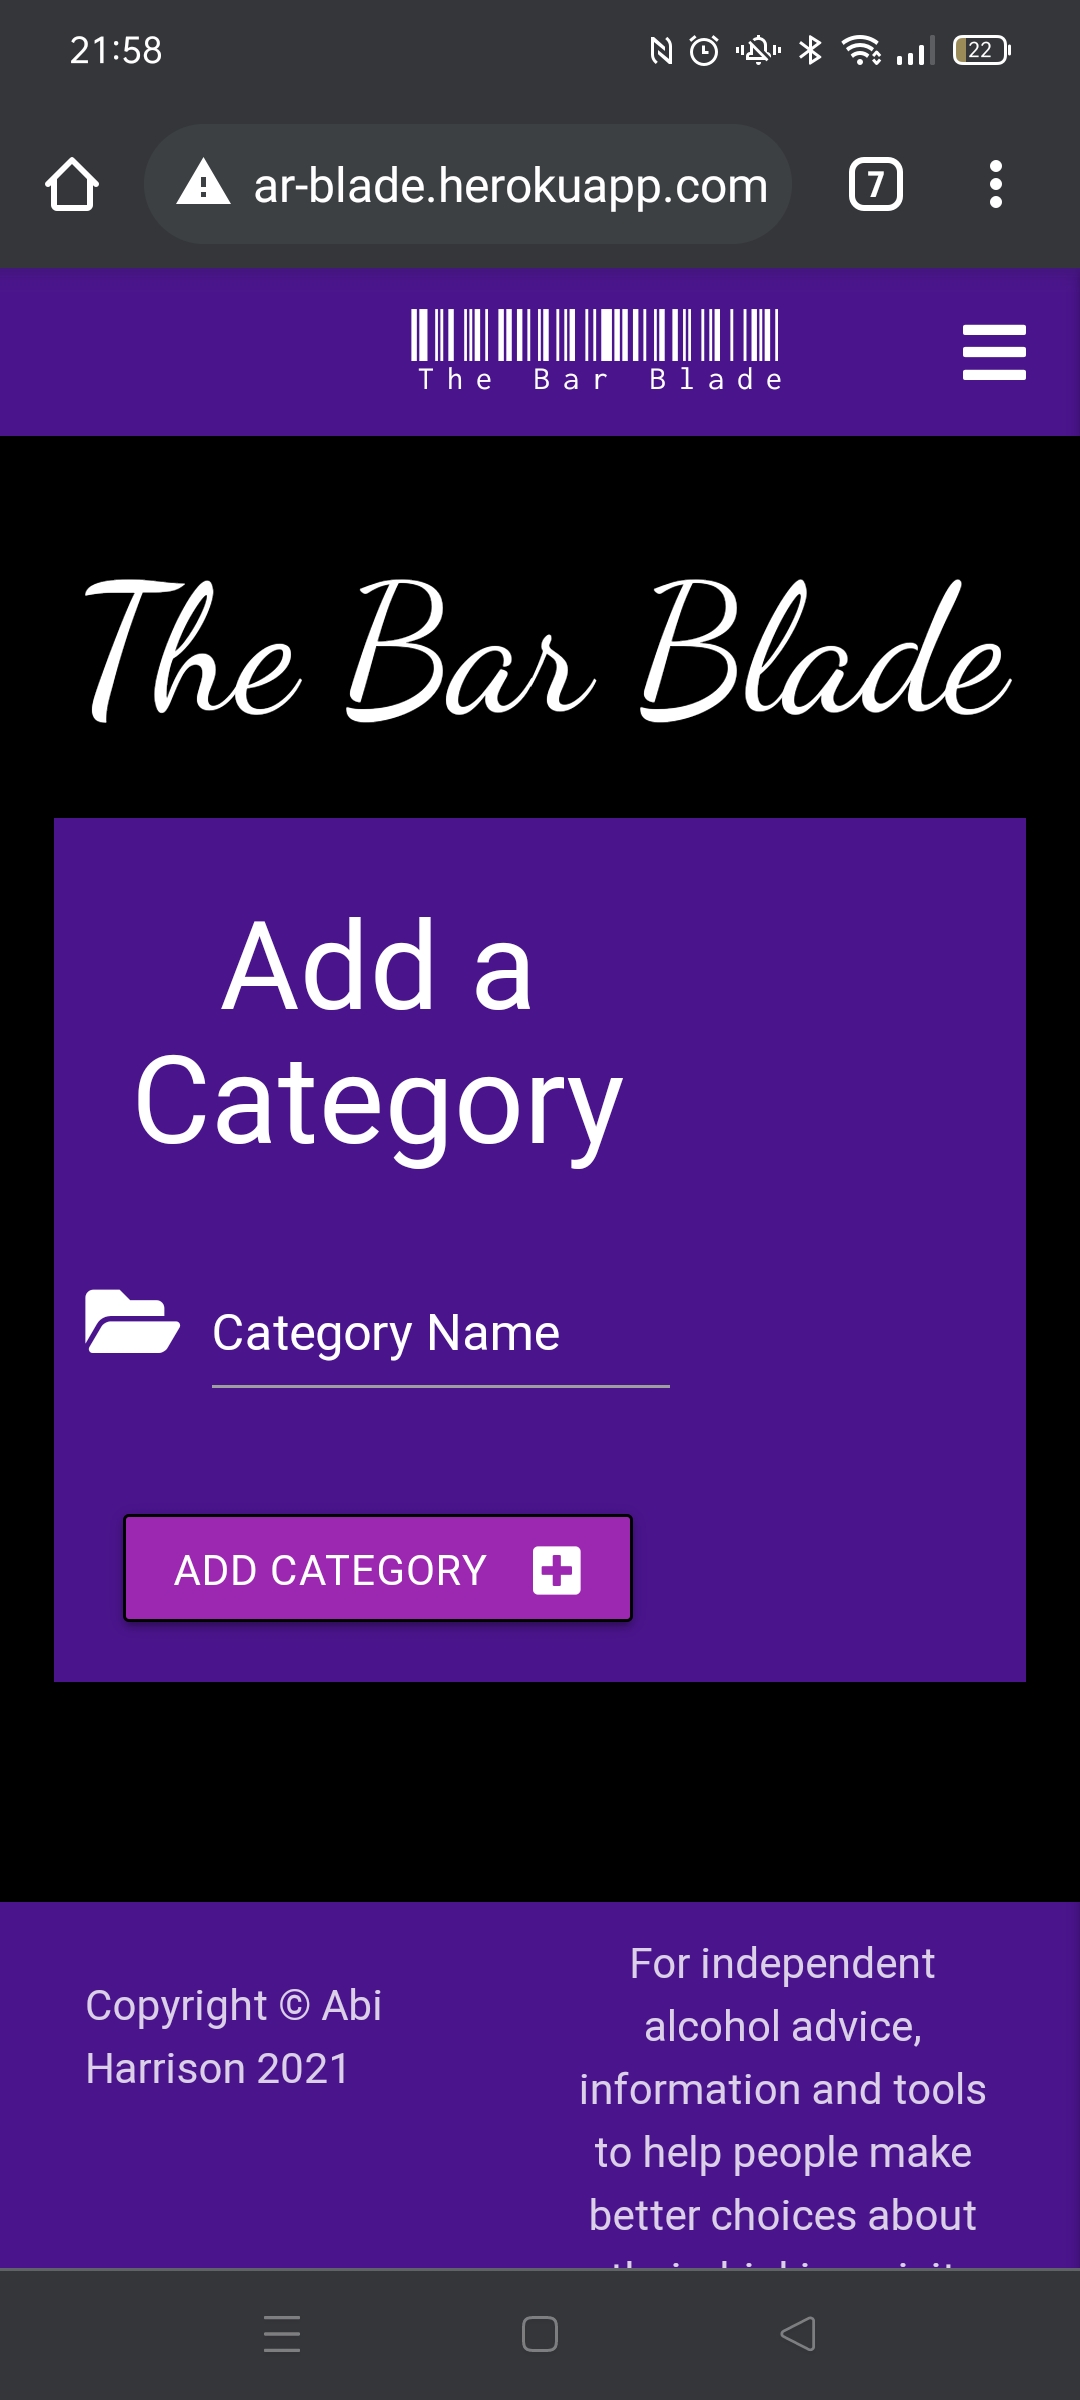 21:58
22
ar-blade.herokuapp.com
7
The Bar Blade
The Bar Blade
Add a
Category
Category Name
ADD CATEGORY
Copyright © Abi
Harrison 2021
For independent
alcohol advice,
information and tools
to help people make
better choices about